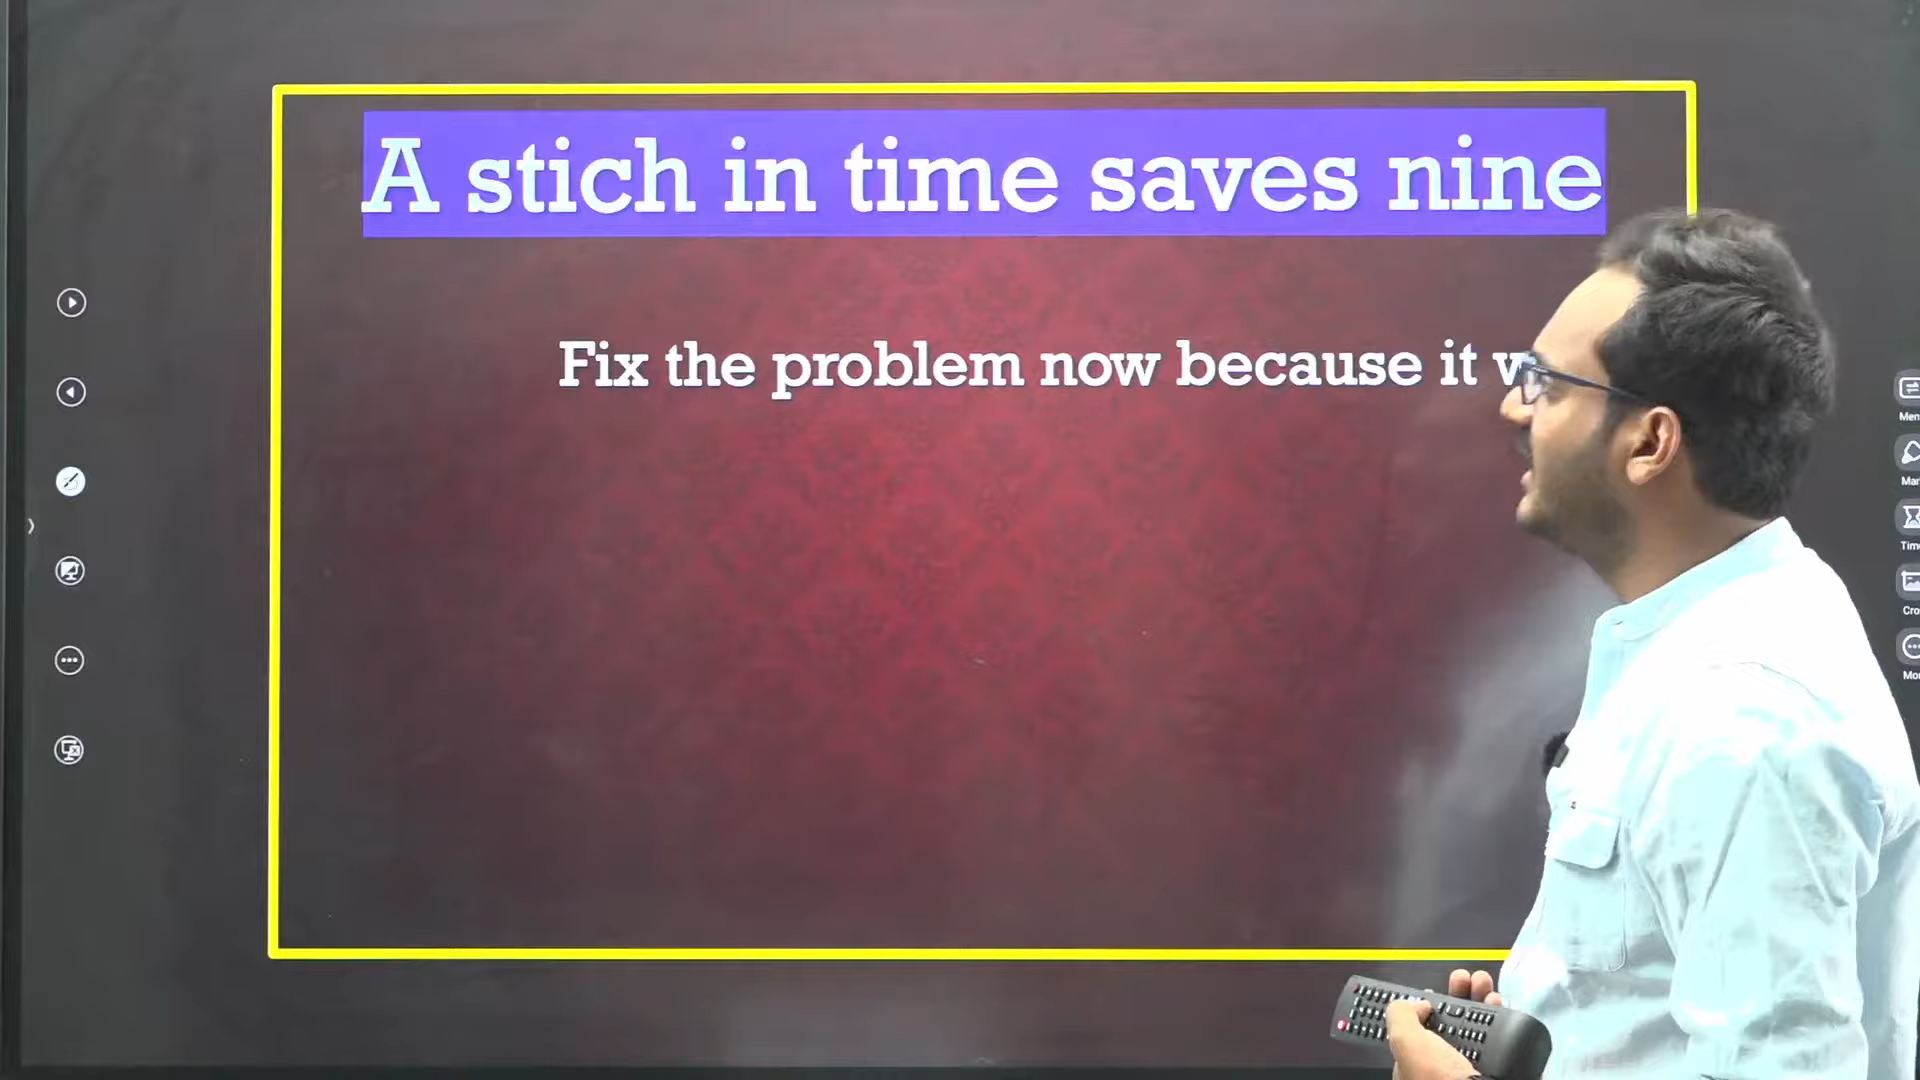 A stich in time saves nine
Fix the problem now because it